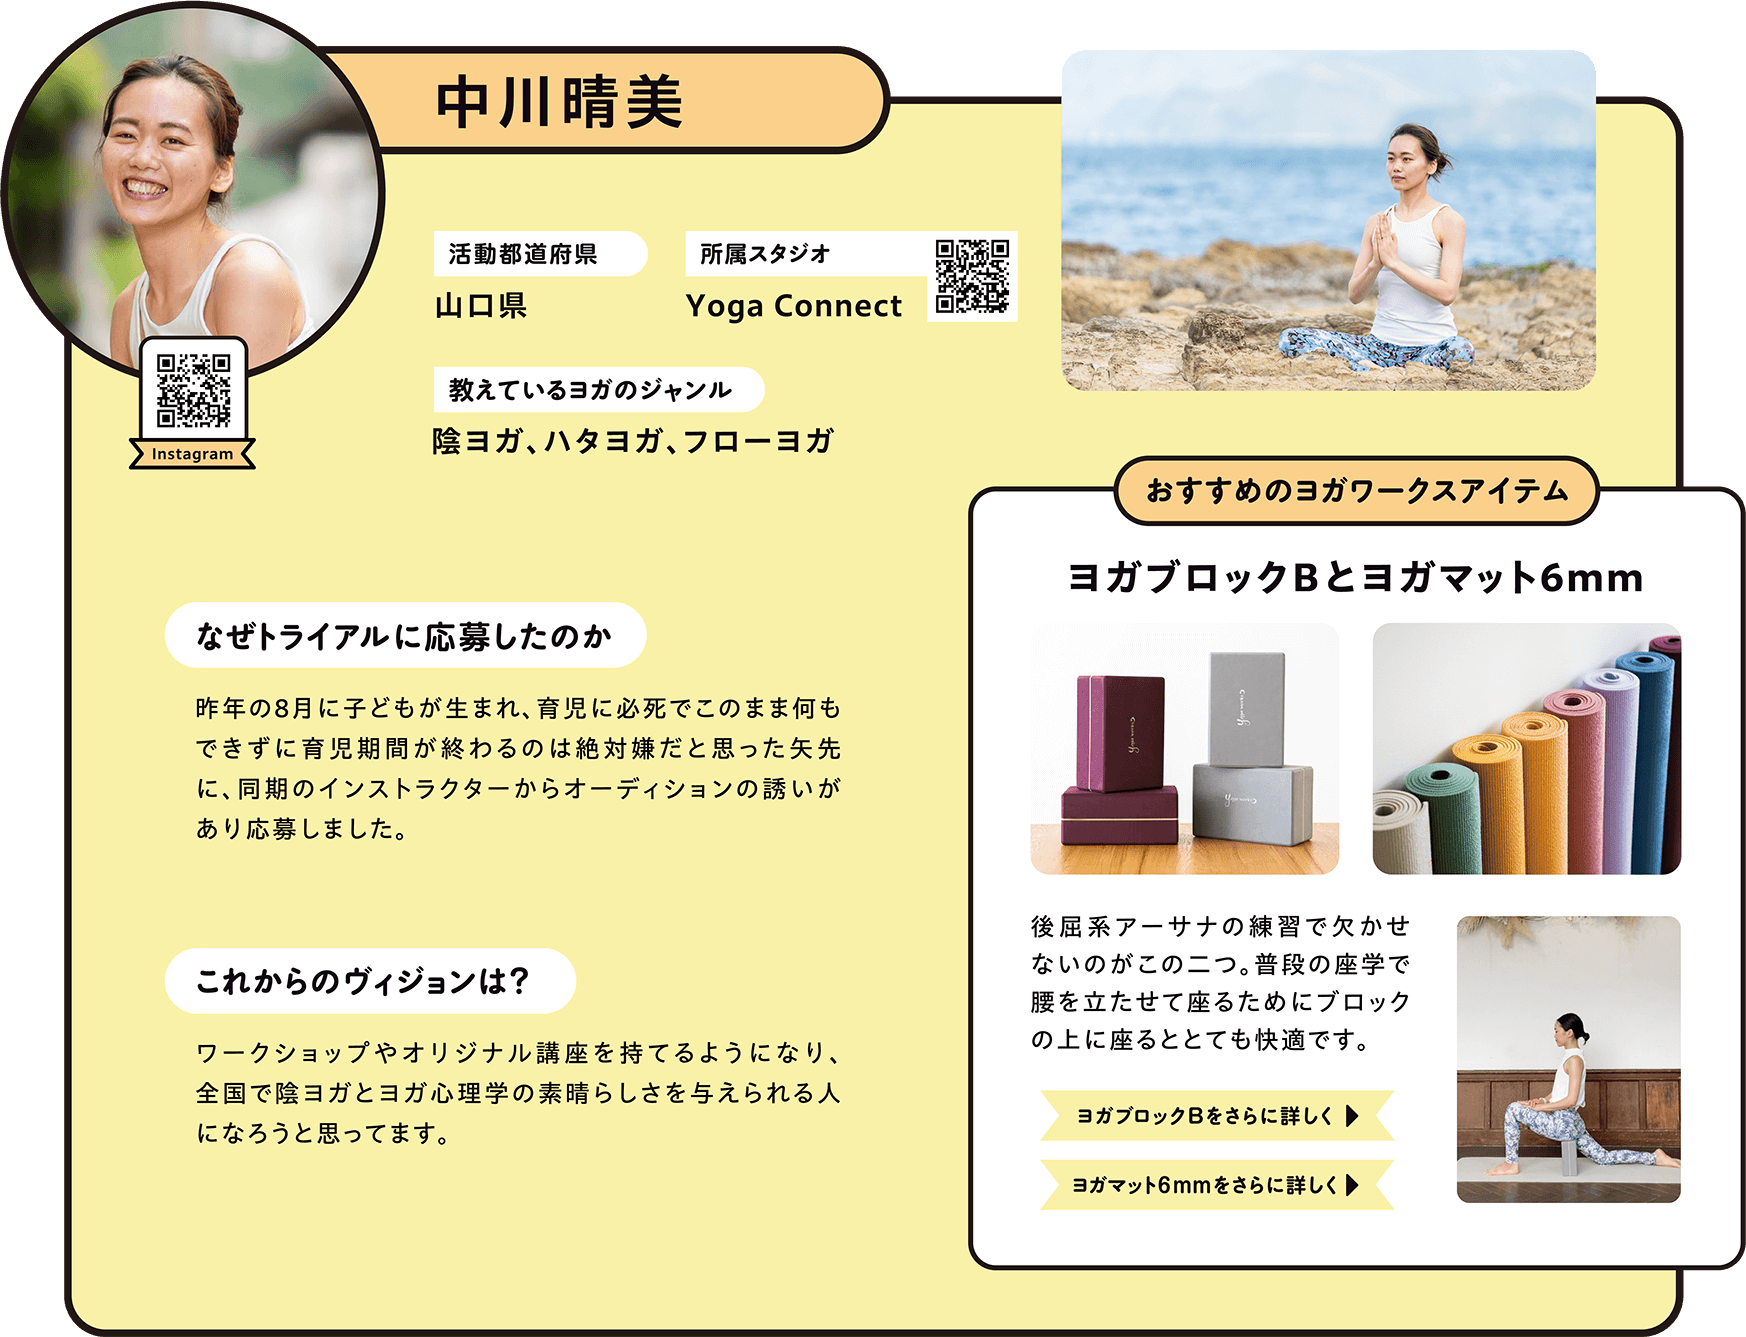 中川晴美
活動都道府県
山口県
所属スタジオ
Yoga Connect
教えているヨガのジャンル
陰ヨガ、ハタヨガ、フローヨガ
Instagram
なぜトライアルに応募したのか
昨年の8月に子どもが生まれ、育児に必死でこのまま何も
できずに育児期間が終わるのは絶対嫌だと思った矢先
に、同期のインストラクターからオーディションの誘いが
あり応募しました。
これからのヴィジョンは？
ワークショップやオリジナル講座を持てるようになり、
全国で陰ヨガとヨガ心理学の素晴らしさを与えられる人
になろうと思ってます。
おすすめのヨガワークスアイテム
ヨガブロックBとヨガマット6mm
後屈系アーサナの練習で欠かせ
ないのがこの二つ。普段の座学で
腰を立たせて座るためにブロック
の上に座るととても快適です。
ヨガブロックBをさらに詳しく▶
ヨガマット6mmをさらに詳しく▶